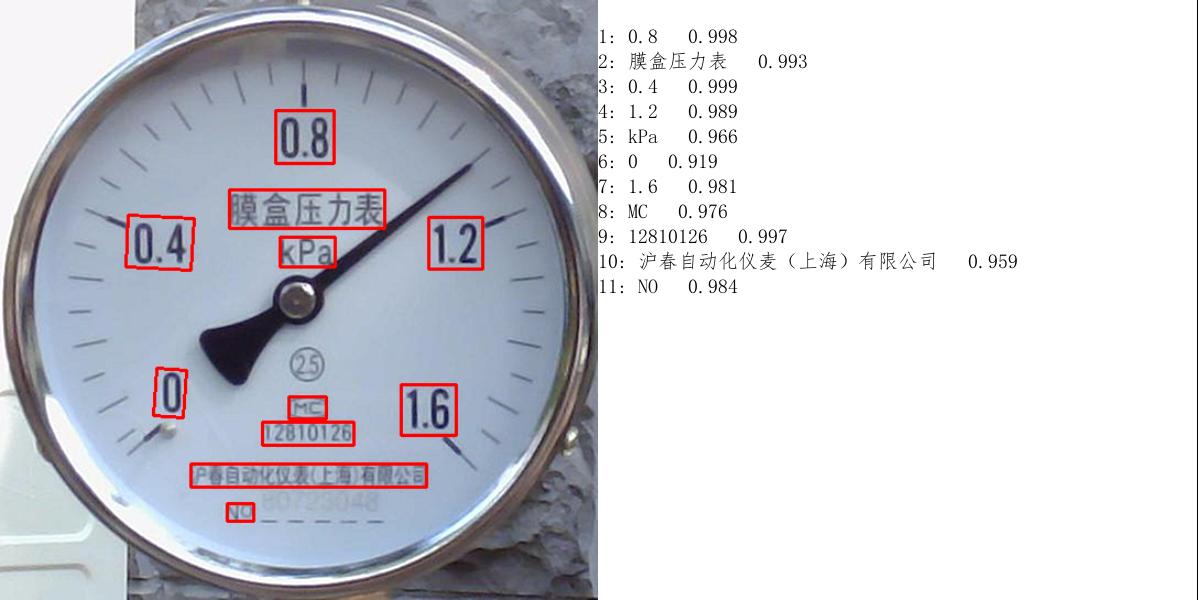 0.8
膜盒压力表
0.4
kPa
1.2
2.5
0
MC
1.6
12810126
沪春自动化仪表(上海)有限公司
NO
1: 0.8 0.998
2: 膜盒压力表 0.993
3: 0.4 0.999
4: 1.2 0.989
5: kPa 0.966
6: 0 0.919
7: 1.6 0.981
8: MC 0.976
9: 12810126 0.997
10: 沪春自动化仪麦（上海）有限公司 0.959
11: NO 0.984